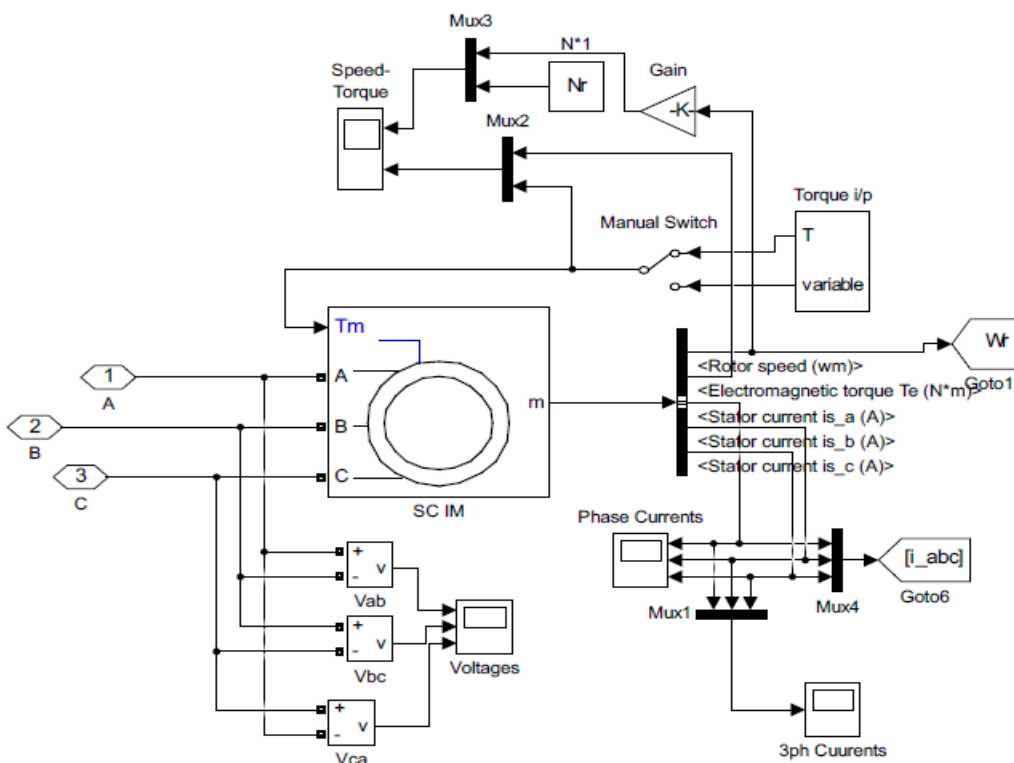 Mux3
N*1
Speed-
Torque
Gain
Nr
-K-
Mux2
Torque i/p
Manual Switch
T
variable
Tm
Wr
<Rotor speed (wm)>
Goto1
1
A
A
<Electromagnetic torque Te (N*m)>
m
<Stator current is_a (A)>
2
B
B
<Stator current is_b (A)>
3
C
C
<Stator current is_c (A)>
SC IM
Phase Currents
+
-
v
Vab
[i_abc]
Goto6
Mux4
Mux1
+
-
v
Vbc
Voltages
+
-
v
Vca
3ph Cuurents